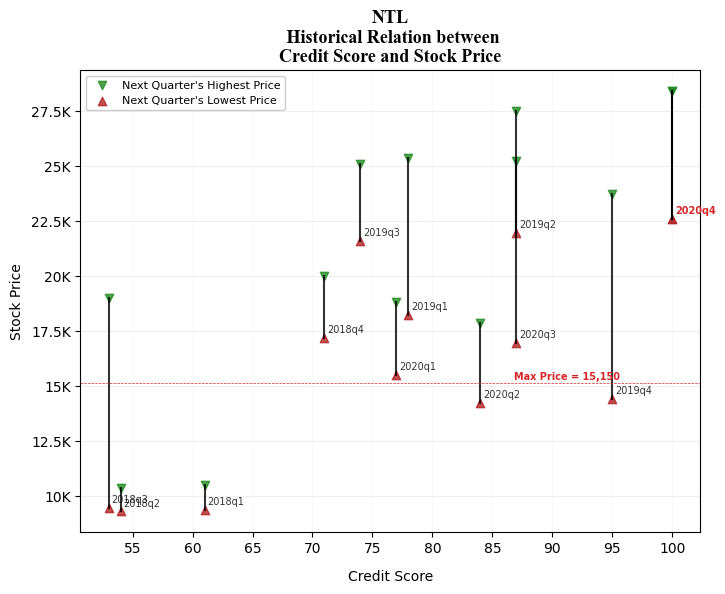 NTL
Historical Relation between
Credit Score and Stock Price
Next Quarter's Highest Price
Next Quarter's Lowest Price
Stock Price
27.5K
25K
22.5K
20K
17.5K
15K
12.5K
10K
2020q4
2019q3
2019q2
2019q1
2018q4
2020q3
2020q1
Max Price = 15,150
2019q4
2020q2
2018q3
2018q2
2018q1
55 60 65 70 75 80 85 90 95 100
Credit Score